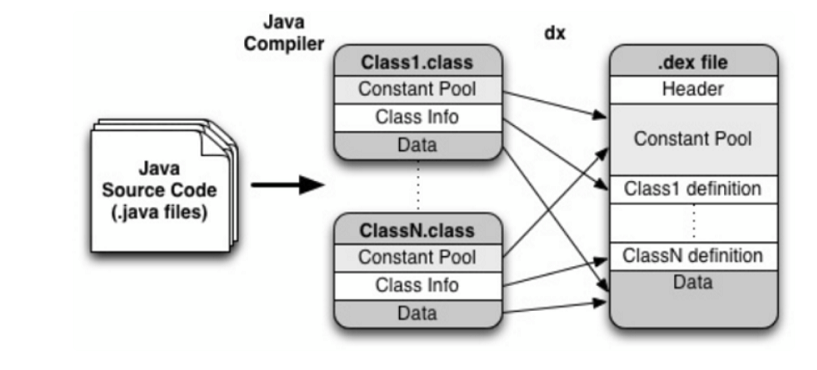 Java
Compiler
dx
Java
Source Code
(.java files)
Class1.class
Constant Pool
Class Info
Data
ClassN.class
Constant Pool
Class Info
Data
.dex file
Header
Constant Pool
Class1 definition
ClassN definition
Data